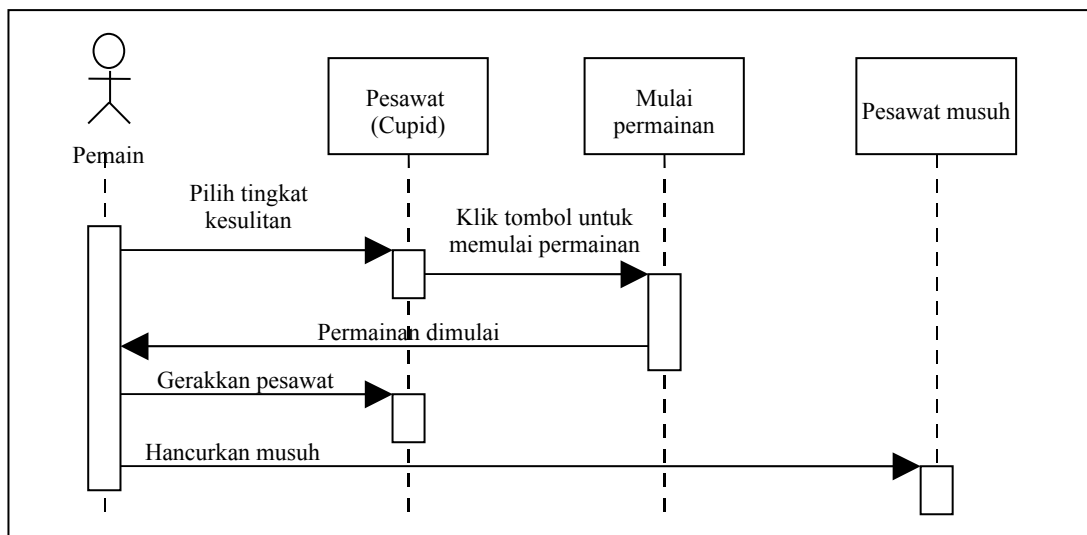 Pemain
Pesawat
(Cupid)
Mulai
permainan
Pesawat musuh
Pilih tingkat
kesulitan
Klik tombol untuk
memulai permainan
Permainan dimulai
Gerakkan pesawat
Hancurkan musuh